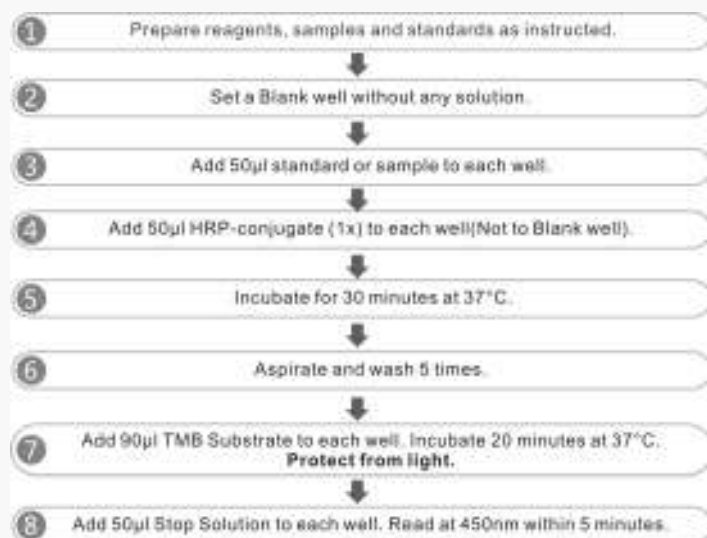 1 Prepare reagents, samples and standards as instructed.
2 Set a Blank well without any solution.
3 Add 50µl standard or sample to each well.
4 Add 50µl HRP-conjugate (1x) to each well(Not to Blank well).
5 Incubate for 30 minutes at 37°C.
6 Aspirate and wash 5 times.
7 Add 90µl TMB Substrate to each well. Incubate 20 minutes at 37°C.
Protect from light.
8 Add 50µl Stop Solution to each well. Read at 450nm within 5 minutes.